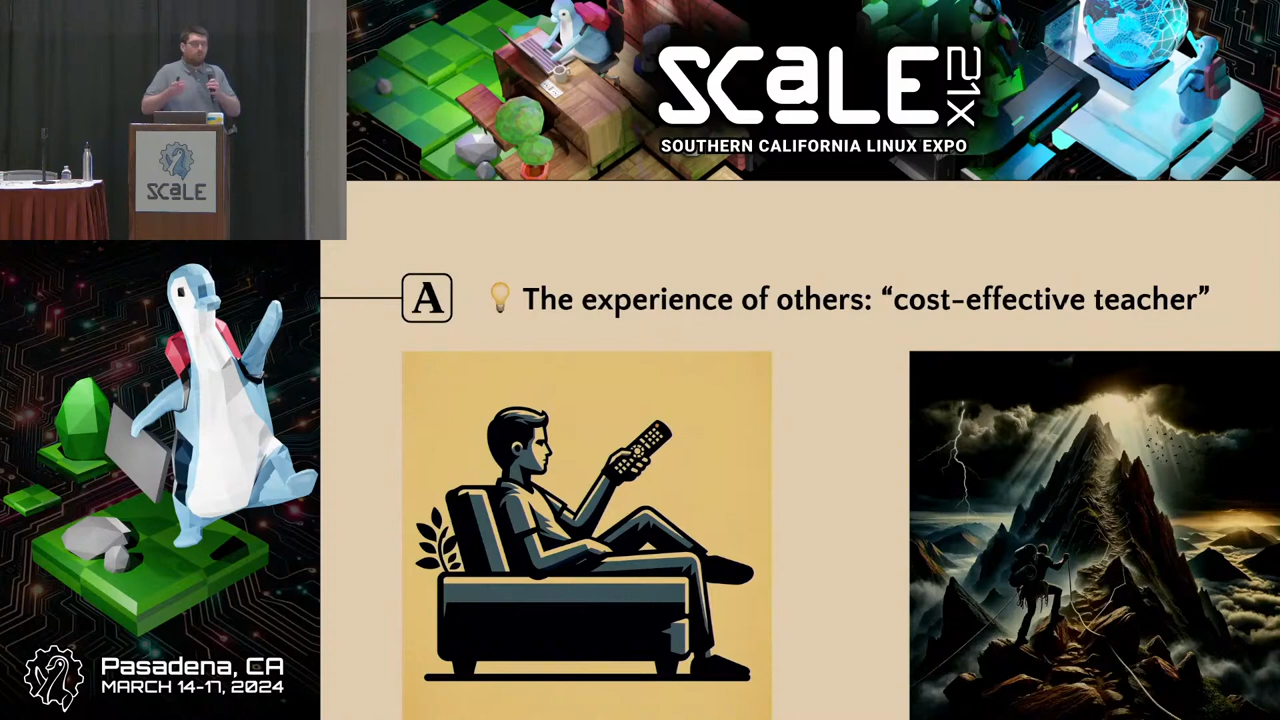 SCALE
21X
SOUTHERN CALIFORNIA LINUX EXPO
SCALE
A
The experience of others: “cost-effective teacher”
Pasadena, CA
MARCH 14-17, 2024